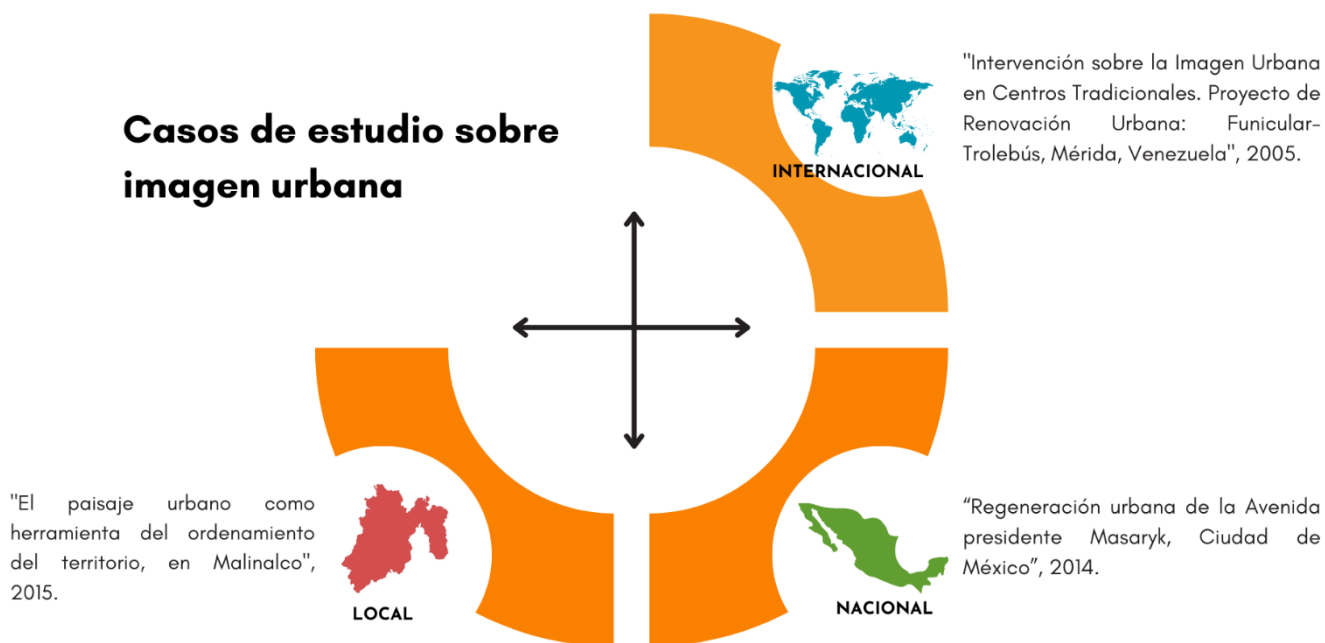 Casos de estudio sobre
imagen urbana
INTERNACIONAL
"Intervención sobre la Imagen Urbana
en Centros Tradicionales. Proyecto de
Renovación Urbana: Funicular-
Trolebús, Mérida, Venezuela", 2005.
"El paisaje urbano como
herramienta del ordenamiento
del territorio, en Malinalco",
2015.
LOCAL
NACIONAL
“Regeneración urbana de la Avenida
presidente Masaryk, Ciudad de
México”, 2014.